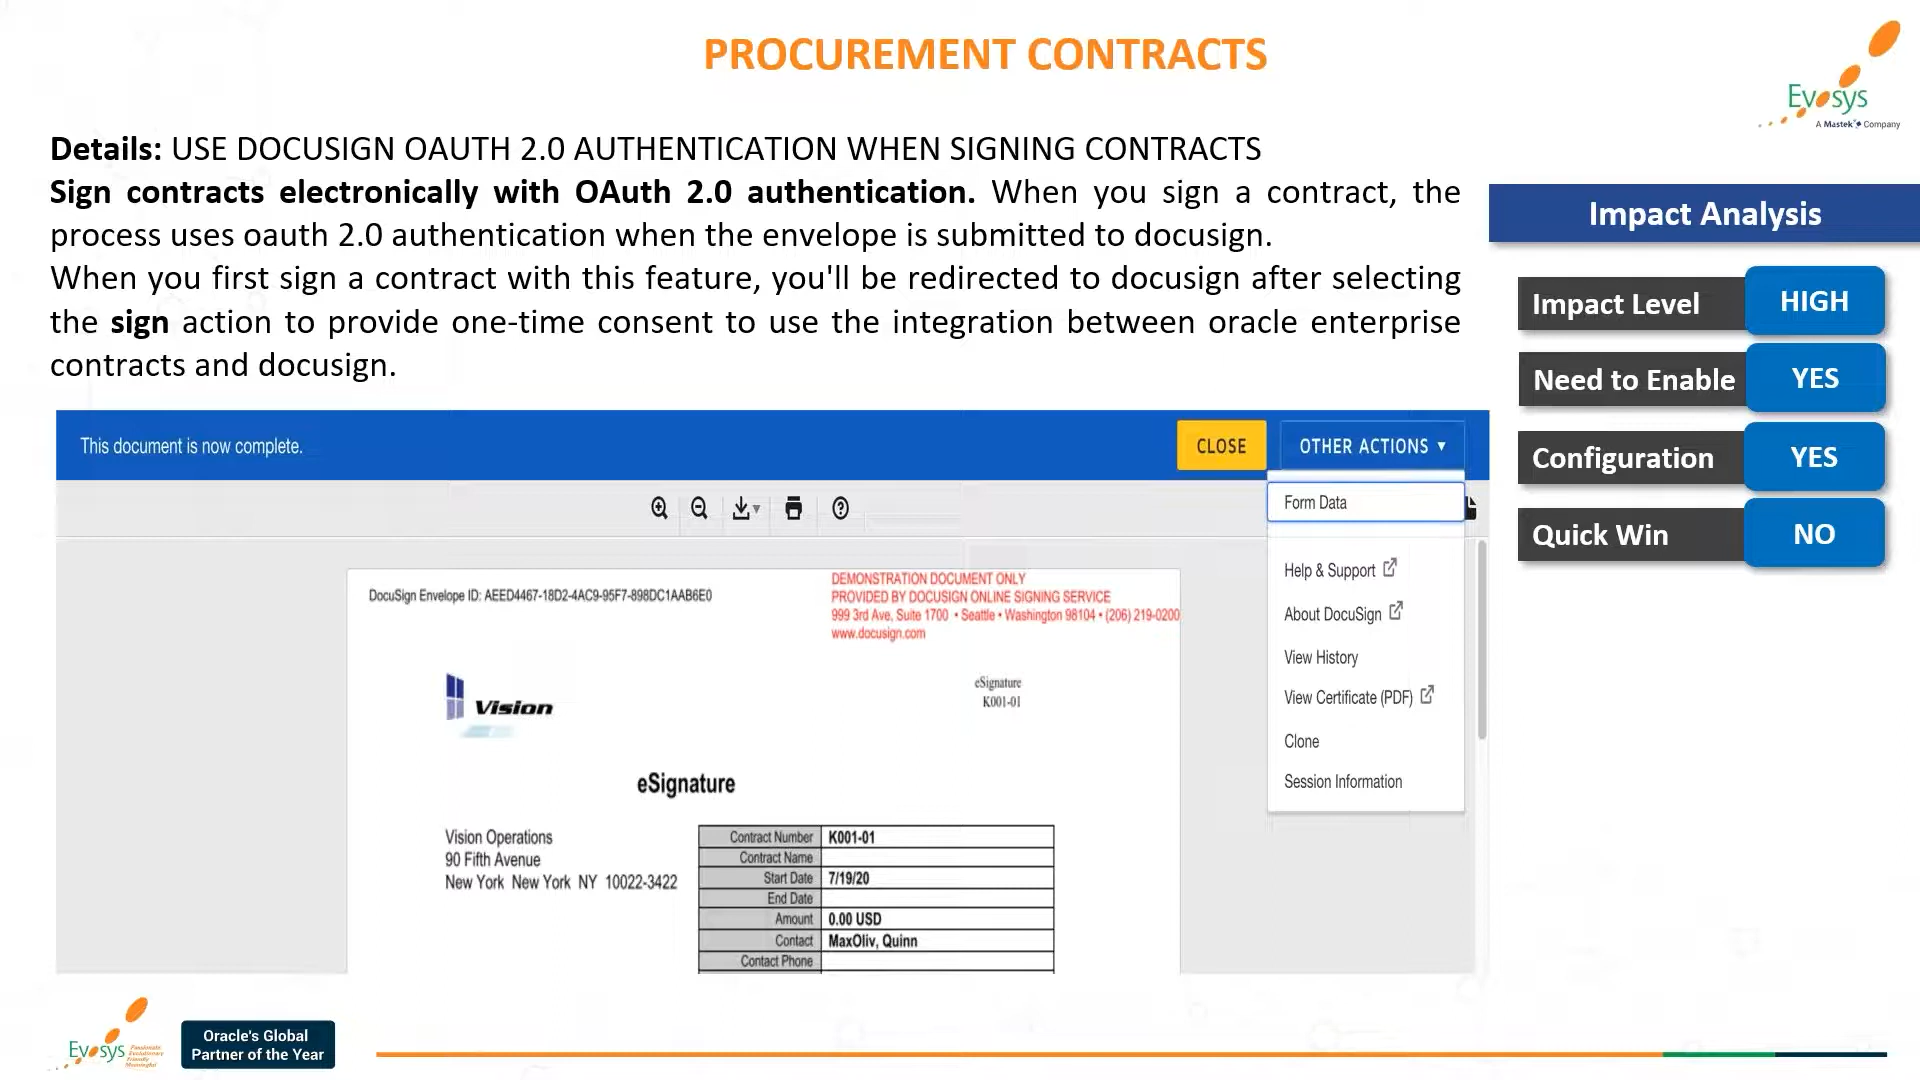 PROCUREMENT CONTRACTS
Evosys
A Mastek Company
Details: USE DOCUSIGN OAUTH 2.0 AUTHENTICATION WHEN SIGNING CONTRACTS
Sign contracts electronically with OAuth 2.0 authentication. When you sign a contract, the
process uses oauth 2.0 authentication when the envelope is submitted to docusign.
When you first sign a contract with this feature, you'll be redirected to docusign after selecting
the sign action to provide one-time consent to use the integration between oracle enterprise
contracts and docusign.
Impact Analysis
Impact Level HIGH
Need to Enable YES
Configuration YES
Quick Win NO
This document is now complete.
CLOSE
OTHER ACTIONS
Form Data
Help & Support
About DocuSign
View History
View Certificate (PDF)
Clone
Session Information
DocuSign Envelope ID: AEED4467-18D2-4AC9-95F7-898DC1AAB6E0
DEMONSTRATION DOCUMENT ONLY
PROVIDED BY DOCUSIGN ONLINE SIGNING SERVICE
999 3rd Ave, Suite 1700 • Seattle • Washington 98104 • (206) 219-0200
www.docusign.com
Vision
eSignature
K001-01
eSignature
Vision Operations
90 Fifth Avenue
New York New York NY 10022-3422
Contract Number K001-01
Contract Name
Start Date 7/19/20
End Date
Amount 0.00 USD
Contact MaxOliv, Quinn
Contact Phone
Evosys
Passionate
Evolutionary
Friendly
Meaningful
Oracle's Global
Partner of the Year